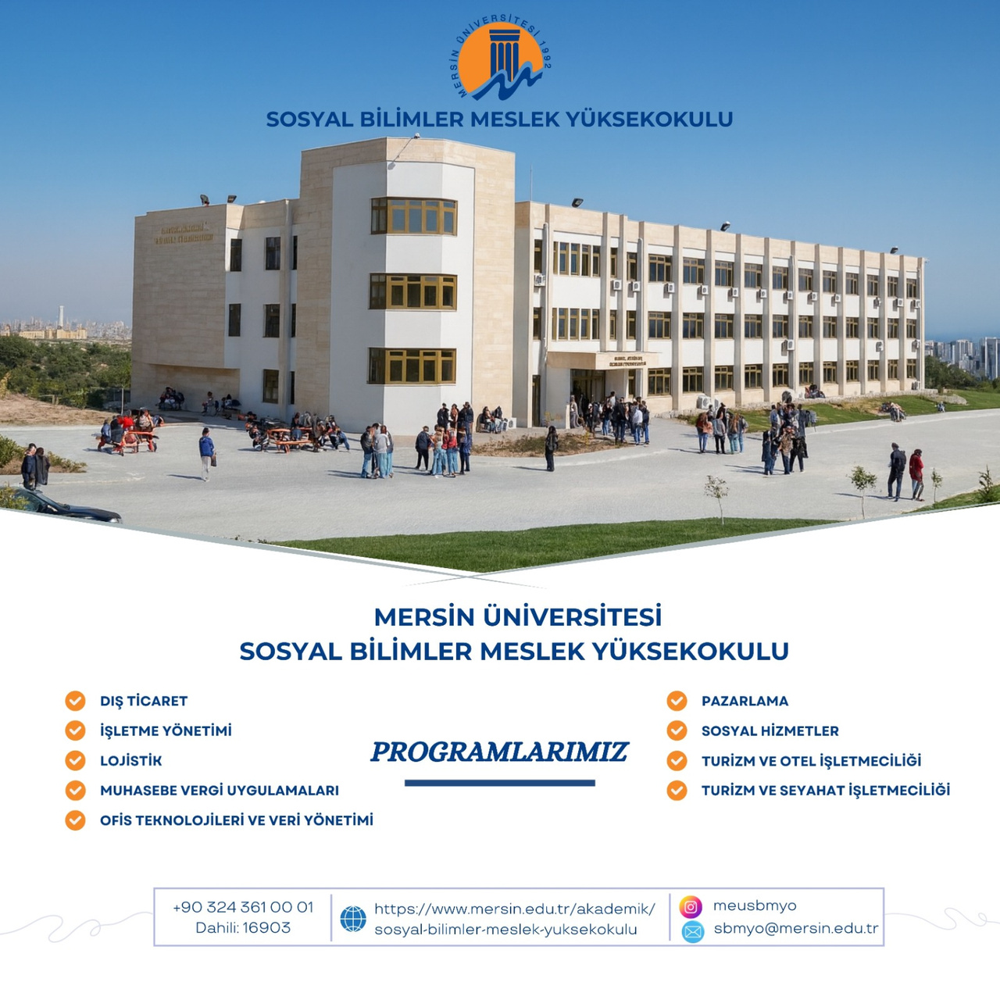 MERSİN ÜNİVERSİTESİ 1992
SOSYAL BİLİMLER MESLEK YÜKSEKOKULU
MERSİN ÜNİVERSİTESİ
SOSYAL BİLİMLER MESLEK YÜKSEKOKULU
DIŞ TİCARET
İŞLETME YÖNETİMİ
LOJİSTİK
MUHASEBE VERGİ UYGULAMALARI
OFİS TEKNOLOJİLERİ VE VERİ YÖNETİMİ
PROGRAMLARIMIZ
PAZARLAMA
SOSYAL HİZMETLER
TURİZM VE OTEL İŞLETMECİLİĞİ
TURİZM VE SEYAHAT İŞLETMECİLİĞİ
+90 324 361 00 01
Dahili: 16903
https://www.mersin.edu.tr/akademik/
sosyal-bilimler-meslek-yuksekokulu
meusbmyo
sbmyo@mersin.edu.tr